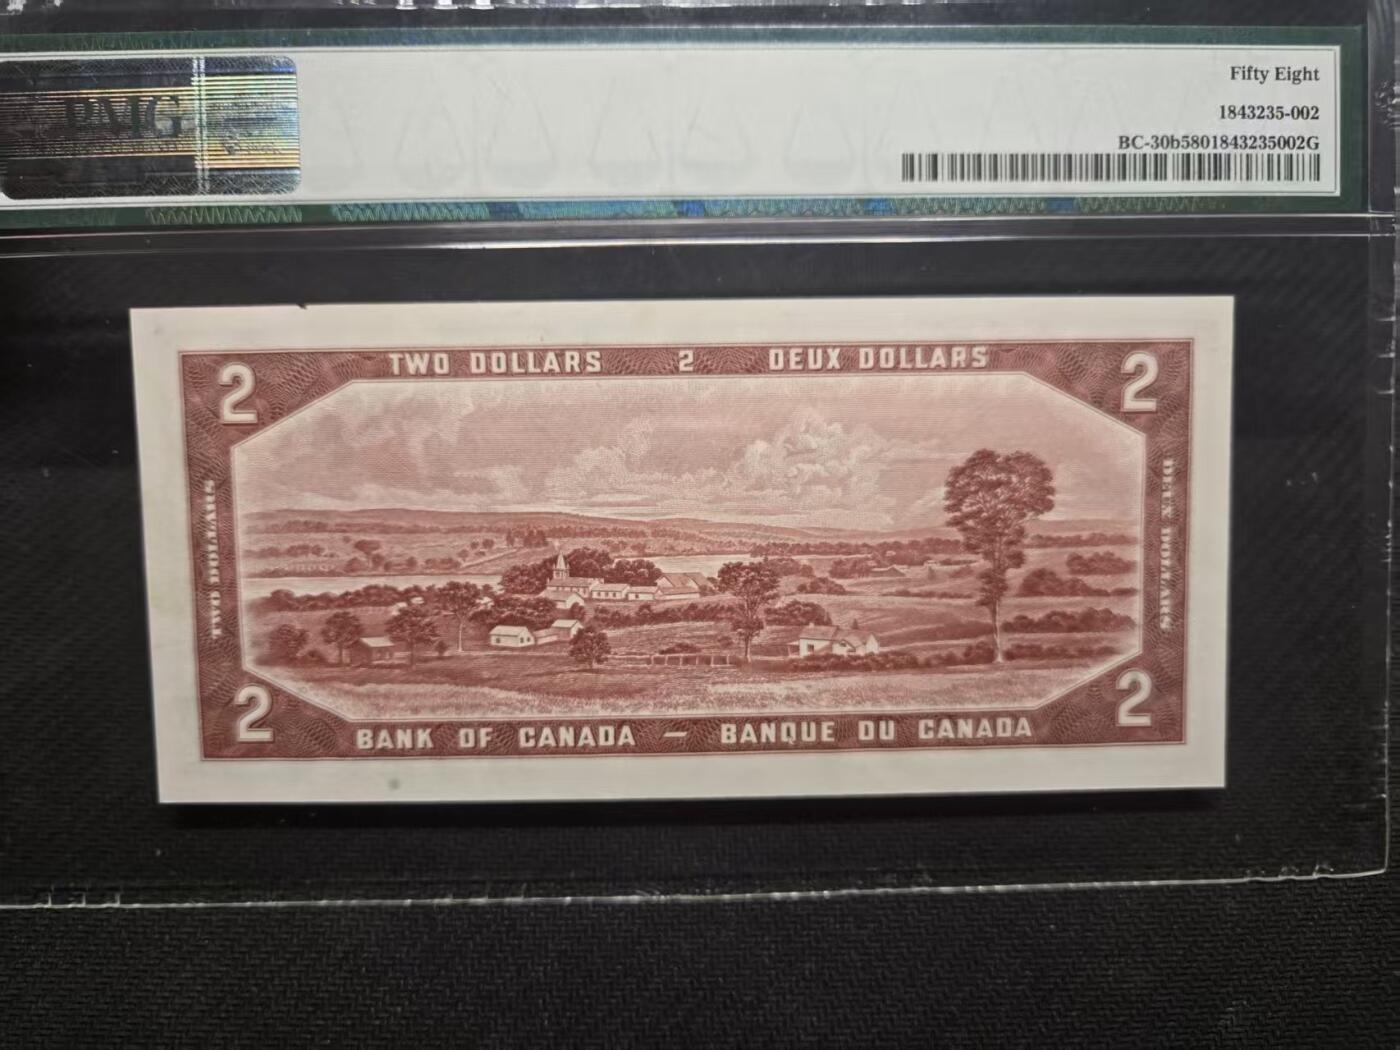 PMG
Fifty Eight
1843235-002
BC-30b5801843235002G
TWO DOLLARS 2 DEUX DOLLARS
2 2
TWO DOLLARS
DEUX DOLLARS
2 2
BANK OF CANADA — BANQUE DU CANADA